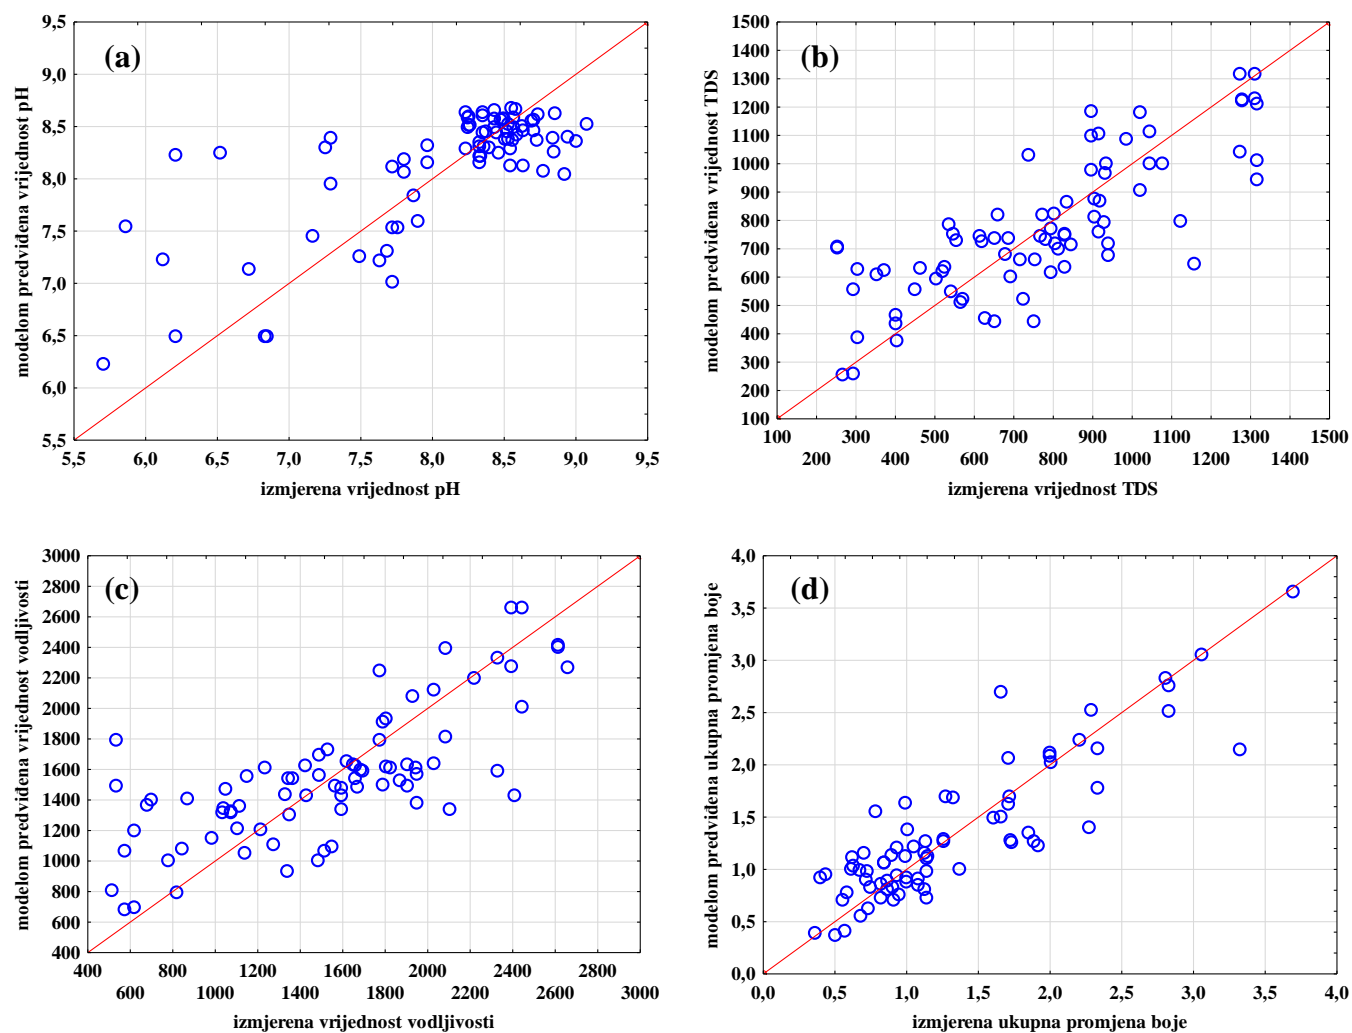 (a)
modelom predvidena vrijednost pH
9,5
9,0
8,5
8,0
7,5
7,0
6,5
6,0
5,5
5,5 6,0 6,5 7,0 7,5 8,0 8,5 9,0 9,5
izmjerena vrijednost pH
(b)
modelom predviđena vrijednost TDS
1500
1400
1300
1200
1100
1000
900
800
700
600
500
400
300
200
100
100 300 500 700 900 1100 1300 1500
200 400 600 800 1000 1200 1400
izmjerena vrijednost TDS
(c)
modelom predviđena vrijednost vodljivosti
3000
2800
2600
2400
2200
2000
1800
1600
1400
1200
1000
800
600
400
400 800 1200 1600 2000 2400 2800
600 1000 1400 1800 2200 2600 3000
izmjerena vrijednost vodljivosti
(d)
modelom predviđena ukupna promjena boje
4,0
3,5
3,0
2,5
2,0
1,5
1,0
0,5
0,0
0,0 0,5 1,0 1,5 2,0 2,5 3,0 3,5 4,0
izmjerena ukupna promjena boje